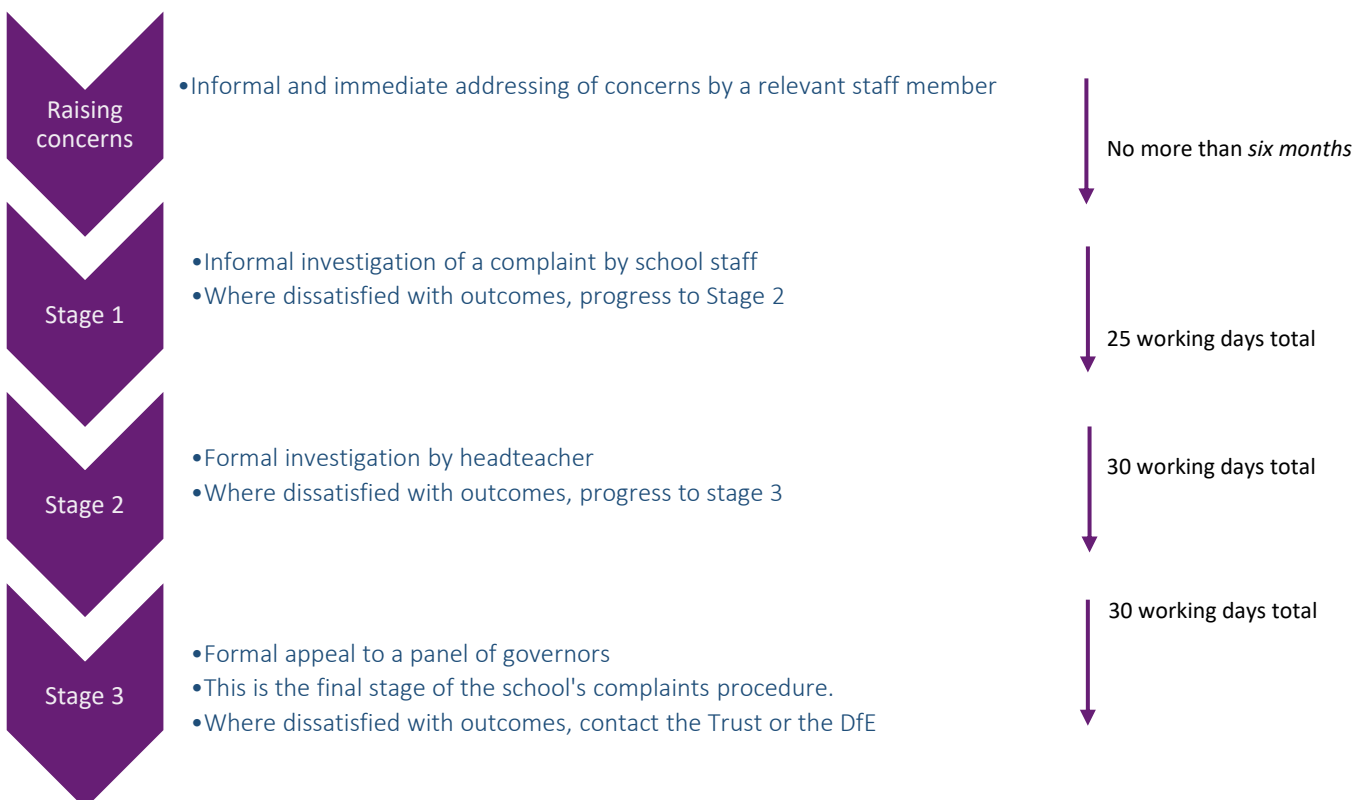 Raising
concerns
•Informal and immediate addressing of concerns by a relevant staff member
No more than six months
Stage 1
•Informal investigation of a complaint by school staff
•Where dissatisfied with outcomes, progress to Stage 2
25 working days total
Stage 2
•Formal investigation by headteacher
•Where dissatisfied with outcomes, progress to stage 3
30 working days total
Stage 3
•Formal appeal to a panel of governors
•This is the final stage of the school's complaints procedure.
•Where dissatisfied with outcomes, contact the Trust or the DfE
30 working days total